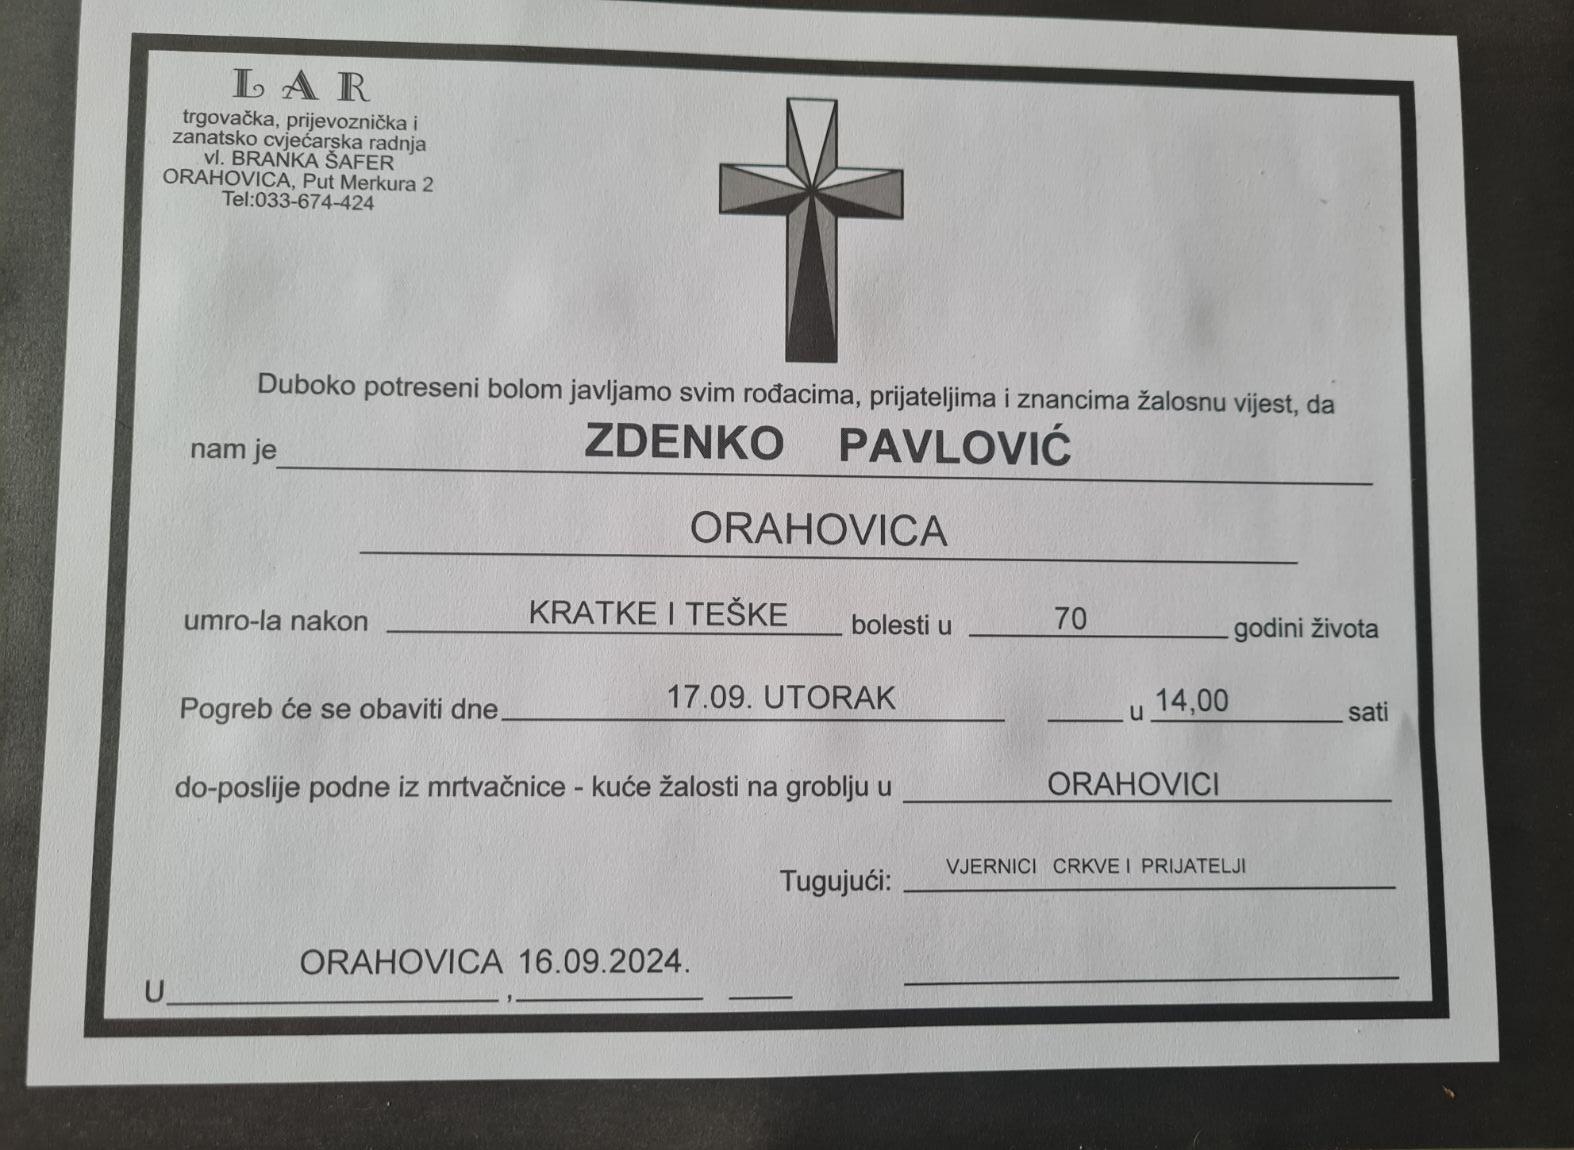 LAR
trgovačka, prijevoznička i
zanatsko cvjećarska radnja
vl. BRANKA ŠAFER
ORAHOVICA, Put Merkura 2
Tel:033-674-424
Duboko potreseni bolom javljamo svim rođacima, prijateljima i znancima žalosnu vijest, da
nam je ZDENKO PAVLOVIĆ
ORAHOVICA
umro-la nakon KRATKE I TEŠKE bolesti u 70 godini života
Pogreb će se obaviti dne 17.09. UTORAK u 14,00 sati
do-poslije podne iz mrtvačnice - kuće žalosti na groblju u ORAHOVICI
Tugujući: VJERNICI CRKVE I PRIJATELJI
U ORAHOVICA , 16.09.2024.